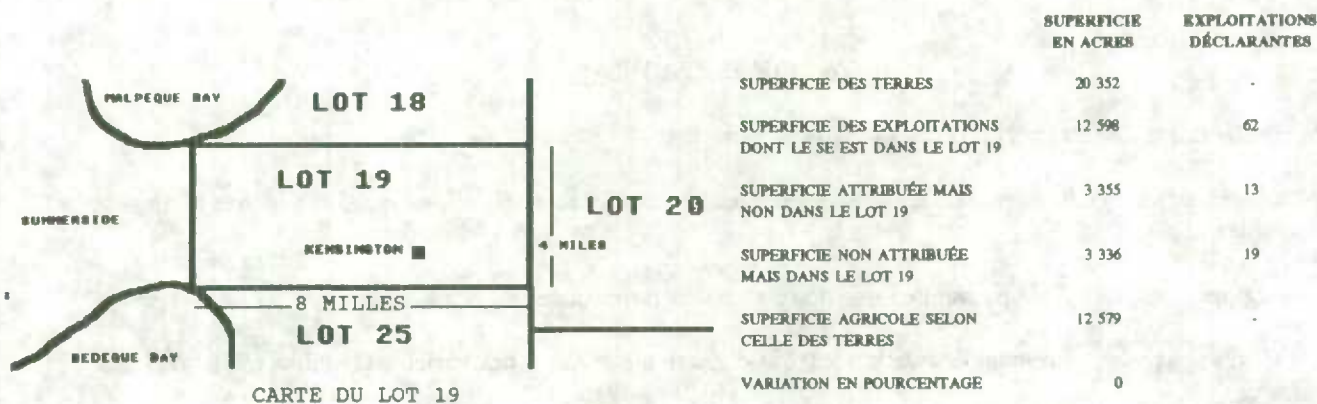 MALPEQUE BAY
LOT 18
LOT 19
LOT 20
SUMMERSIDE
KENSINGTON
4 MILES
8 MILLES
LOT 25
BEDEQUE BAY
CARTE DU LOT 19
SUPERFICIE EXPLOITATIONS
EN ACRES DÉCLARANTES
SUPERFICIE DES TERRES 20 352 -
SUPERFICIE DES EXPLOITATIONS 12 598 62
DONT LE SE EST DANS LE LOT 19
SUPERFICIE ATTRIBUÉE MAIS 3 355 13
NON DANS LE LOT 19
SUPERFICIE NON ATTRIBUÉE 3 336 19
MAIS DANS LE LOT 19
SUPERFICIE AGRICOLE SELON 12 579 -
CELLE DES TERRES
VARIATION EN POURCENTAGE 0